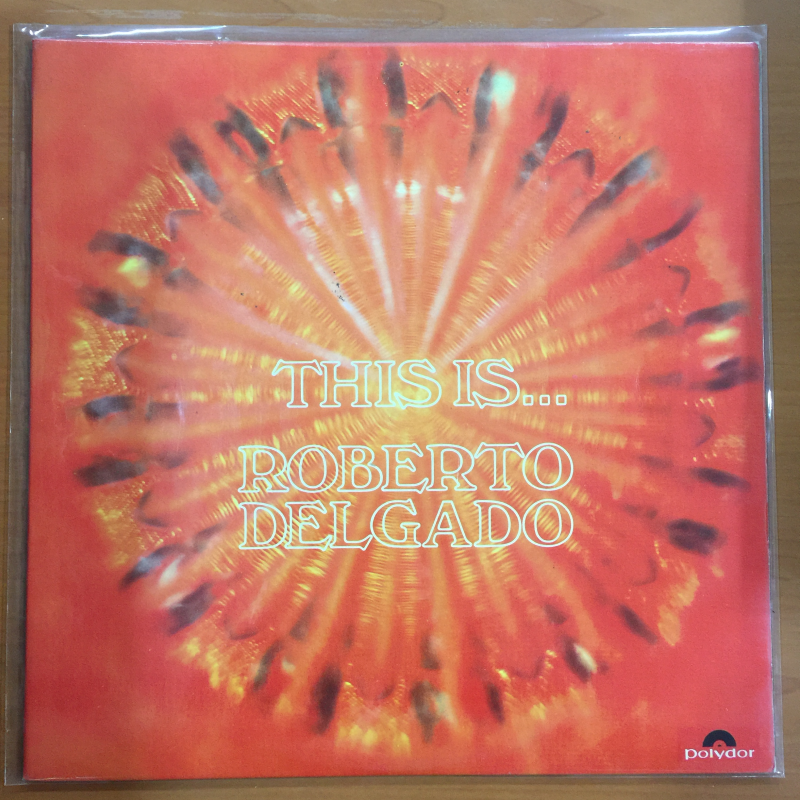 THIS IS...
ROBERTO
DELGADO
polydor